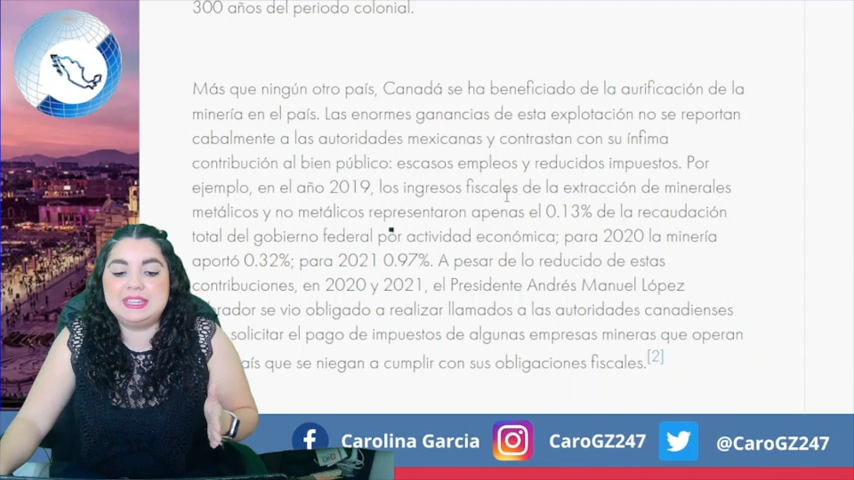 300 años del periodo colonial.
Más que ningún otro país, Canadá se ha beneficiado de la aurificación de la
minería en el país. Las enormes ganancias de esta explotación no se reportan
cabalmente a las autoridades mexicanas y contrastan con su ínfima
contribución al bien público: escasos empleos y reducidos impuestos. Por
ejemplo, en el año 2019, los ingresos fiscales de la extracción de minerales
metálicos y no metálicos representaron apenas el 0.13% de la recaudación
total del gobierno federal por actividad económica; para 2020 la minería
aportó 0.32%; para 2021 0.97%. A pesar de lo reducido de estas
contribuciones, en 2020 y 2021, el Presidente Andrés Manuel López
rador se vio obligado a realizar llamados a las autoridades canadienses
solicitar el pago de impuestos de algunas empresas mineras que operan
aís que se niegan a cumplir con sus obligaciones fiscales.[2]
Carolina Garcia CaroGZ247 @CaroGZ247